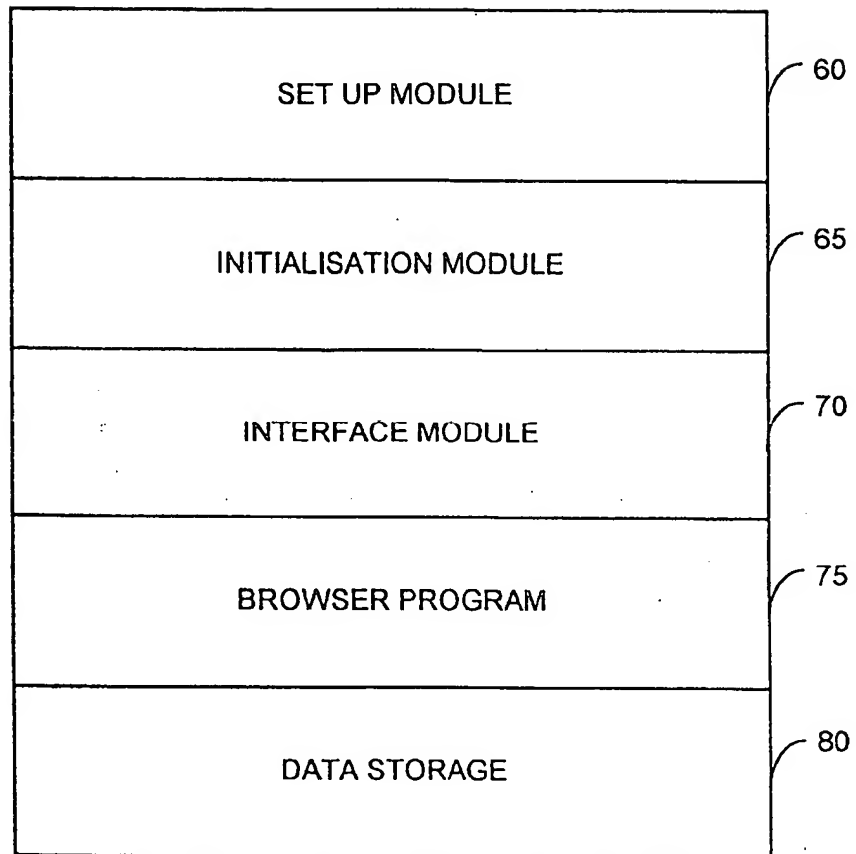 60
SET UP MODULE
65
INITIALISATION MODULE
70
INTERFACE MODULE
75
BROWSER PROGRAM
80
DATA STORAGE